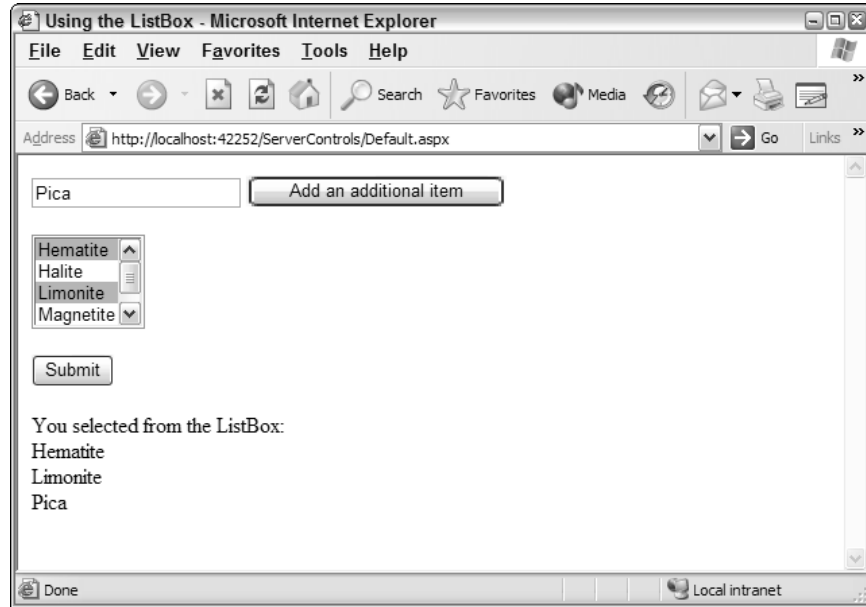 Using the ListBox - Microsoft Internet Explorer
File Edit View Favorites Tools Help
Back Search Favorites Media »
Address http://localhost:42252/ServerControls/Default.aspx Go Links »
Pica Add an additional item
Hematite
Halite
Limonite
Magnetite
Submit
You selected from the ListBox:
Hematite
Limonite
Pica
Done Local intranet